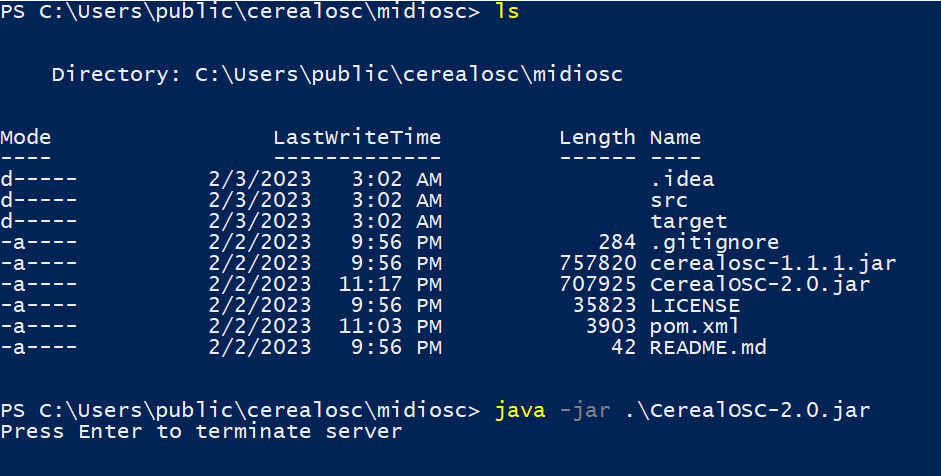 PS C:\Users\public\cerealosc\midiosc> ls
Directory: C:\Users\public\cerealosc\midiosc
Mode LastWriteTime Length Name
---- ------------- ------ ----
d----- 2/3/2023 3:02 AM .idea
d----- 2/3/2023 3:02 AM src
d----- 2/3/2023 3:02 AM target
-a---- 2/2/2023 9:56 PM 284 .gitignore
-a---- 2/2/2023 9:56 PM 757820 cerealosc-1.1.1.jar
-a---- 2/2/2023 11:17 PM 707925 CerealOSC-2.0.jar
-a---- 2/2/2023 9:56 PM 35823 LICENSE
-a---- 2/2/2023 11:03 PM 3903 pom.xml
-a---- 2/2/2023 9:56 PM 42 README.md
PS C:\Users\public\cerealosc\midiosc> java -jar .\CerealOSC-2.0.jar
Press Enter to terminate server